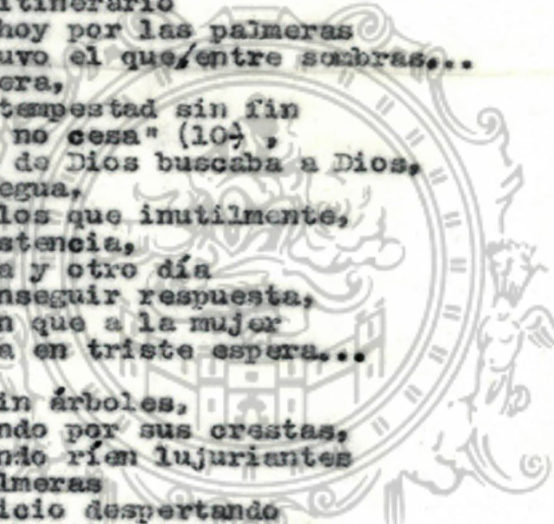 itinerario
hoy por las palmeras
uvo el que/entre sombras...
era,
tempestad sin fin
no cesa" (10) ,
de Dios buscaba a Dios,
egua,
los que inutilmente,
stencia,
a y otro día
nseguir respuesta,
n que a la mujer
a en triste espera...
in árboles,
ndo por sus crestas,
ndo ríen lujuriantes
lmeras
icio despertando